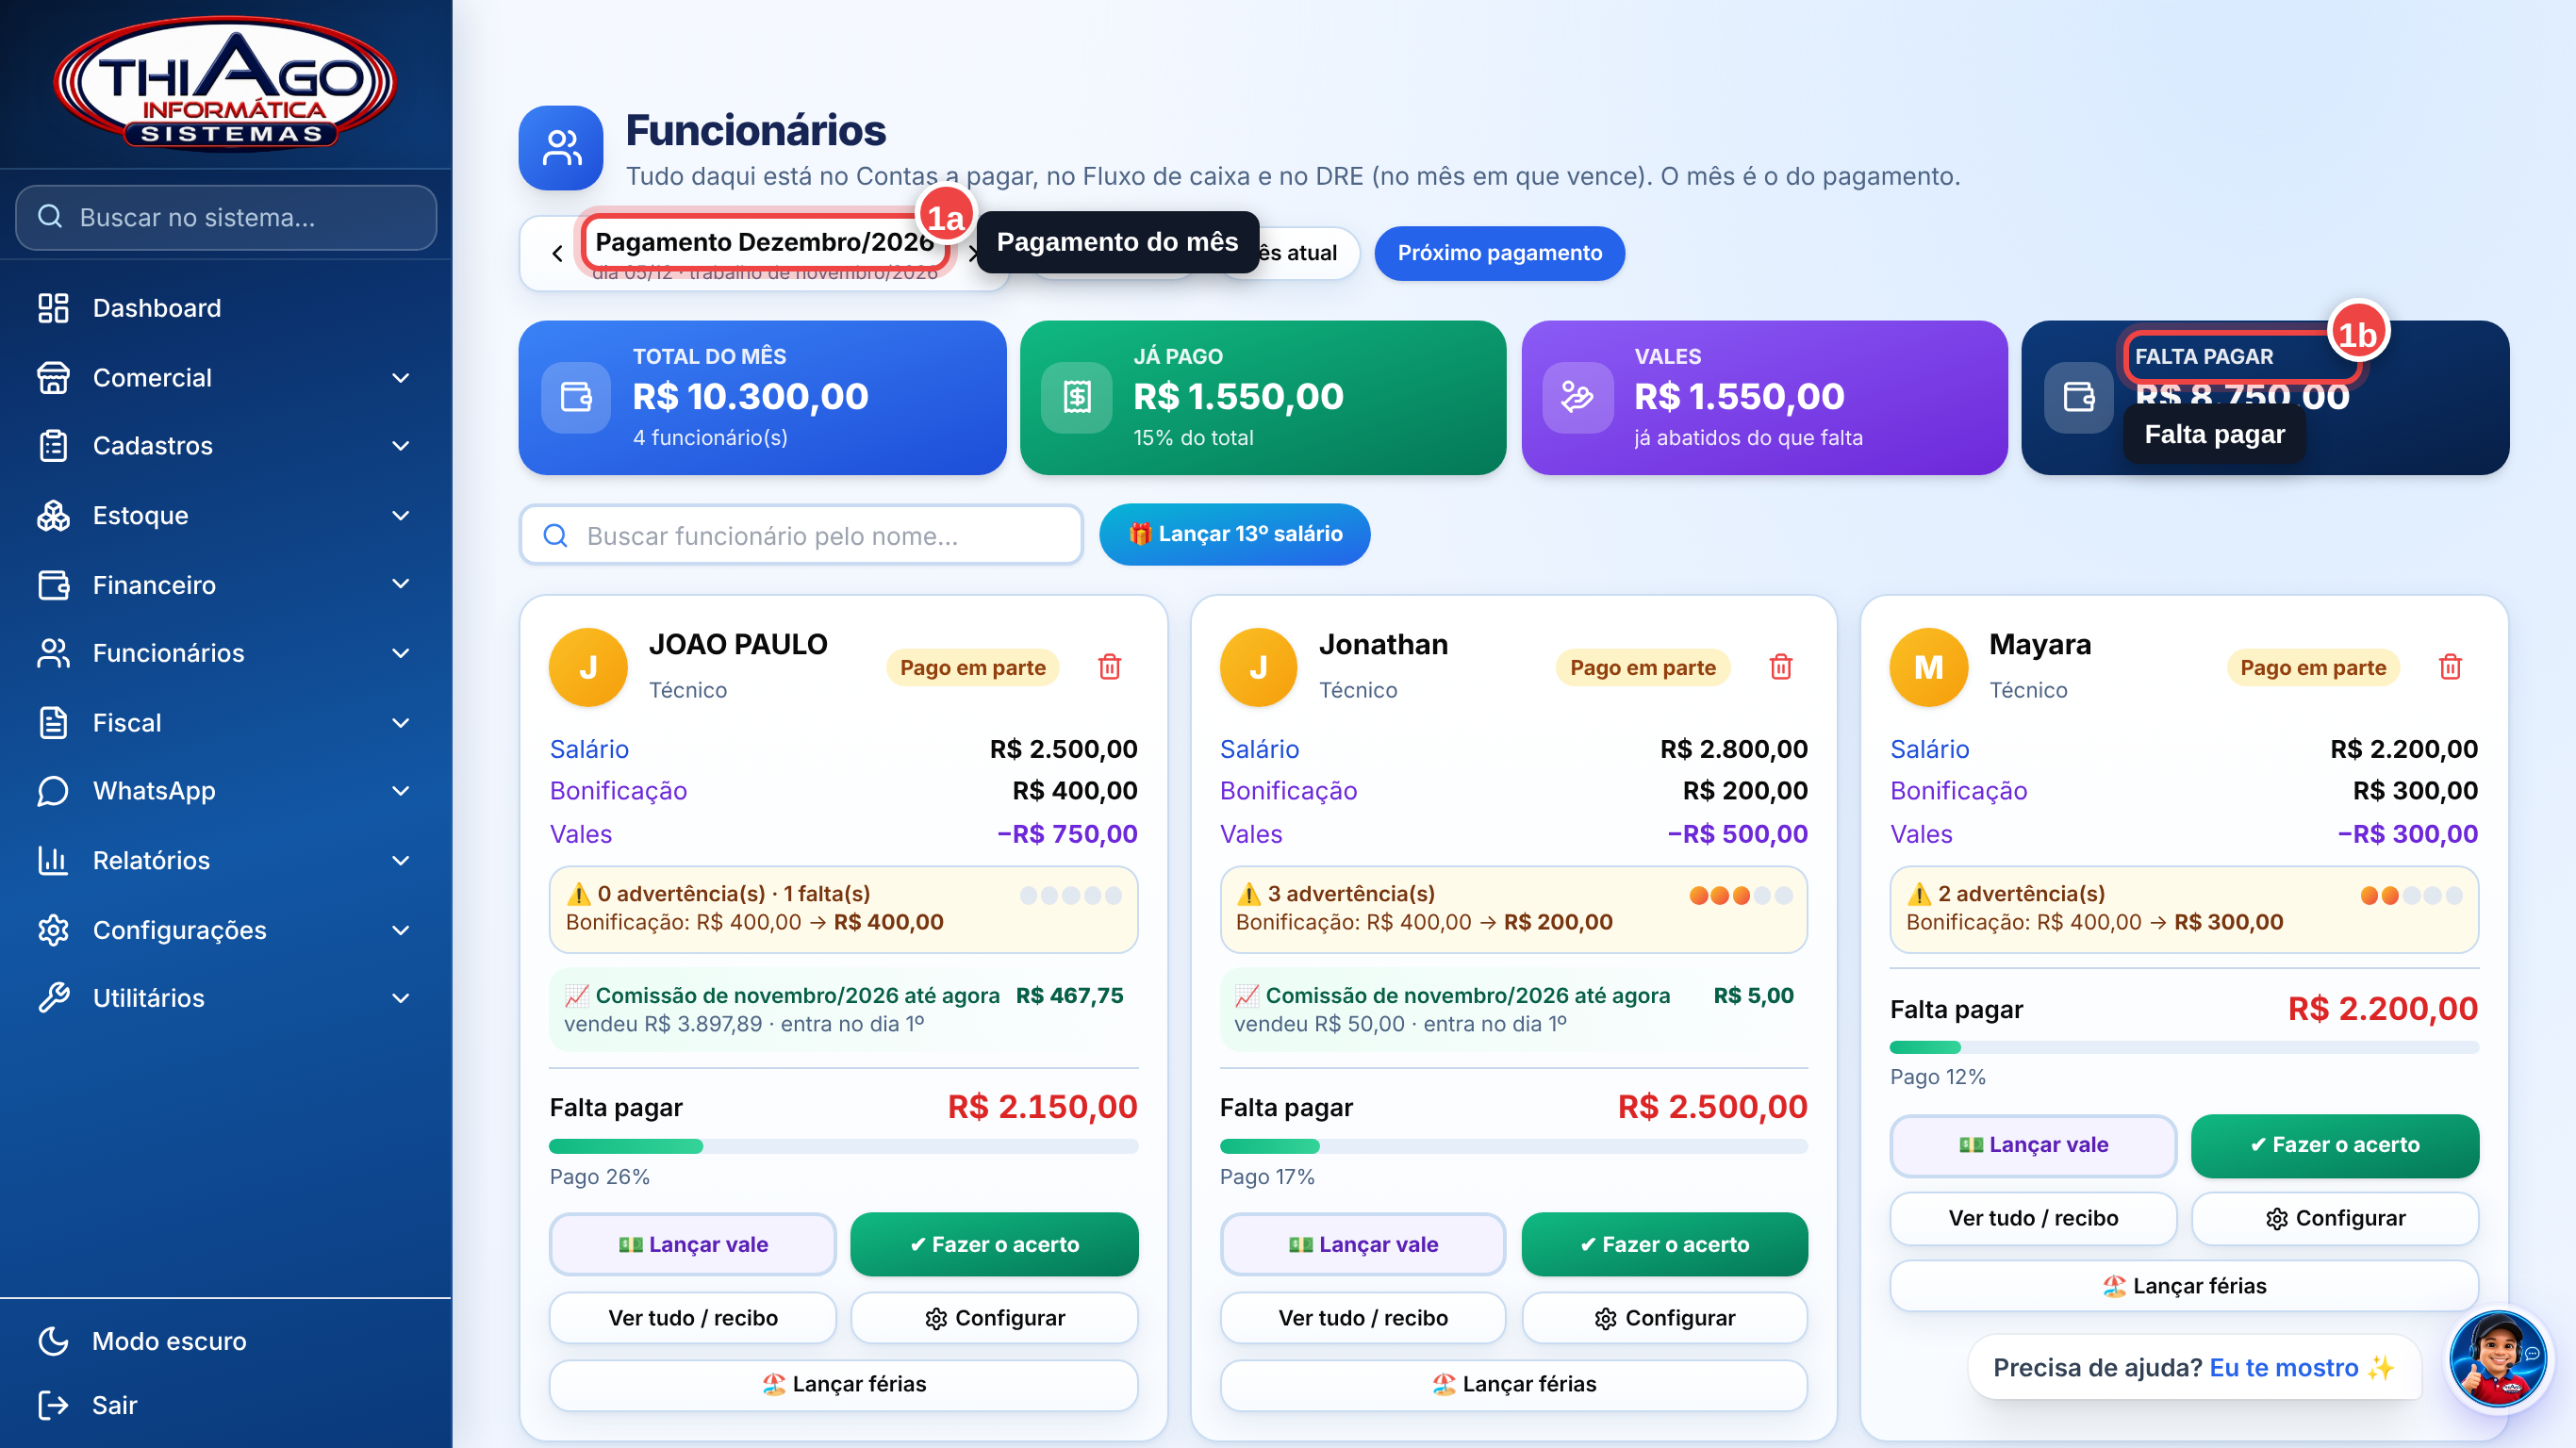 THIAGO
INFORMÁTICA
SISTEMAS
Buscar no sistema...
Dashboard
Comercial
Cadastros
Estoque
Financeiro
Funcionários
Fiscal
WhatsApp
Relatórios
Configurações
Utilitários
Modo escuro
Sair
Funcionários
Tudo daqui está no Contas a pagar, no Fluxo de caixa e no DRE (no mês em que vence). O mês é o do pagamento.
Pagamento Dezembro/2026
dia 05/12 · trabalho de novembro/2026
1a
Pagamento do mês
ês atual
Próximo pagamento
TOTAL DO MÊS
R$ 10.300,00
4 funcionário(s)
JÁ PAGO
R$ 1.550,00
15% do total
VALES
R$ 1.550,00
já abatidos do que falta
1b
FALTA PAGAR
R$ 8.750,00
Falta pagar
Buscar funcionário pelo nome...
🎁 Lançar 13º salário
J
JOAO PAULO
Técnico
Pago em parte
Salário R$ 2.500,00
Bonificação R$ 400,00
Vales −R$ 750,00
⚠️ 0 advertência(s) · 1 falta(s)
Bonificação: R$ 400,00 → R$ 400,00
📈 Comissão de novembro/2026 até agora R$ 467,75
vendeu R$ 3.897,89 · entra no dia 1º
Falta pagar R$ 2.150,00
Pago 26%
💵 Lançar vale
✔ Fazer o acerto
Ver tudo / recibo
Configurar
🏖️ Lançar férias
J
Jonathan
Técnico
Pago em parte
Salário R$ 2.800,00
Bonificação R$ 200,00
Vales −R$ 500,00
⚠️ 3 advertência(s)
Bonificação: R$ 400,00 → R$ 200,00
📈 Comissão de novembro/2026 até agora R$ 5,00
vendeu R$ 50,00 · entra no dia 1º
Falta pagar R$ 2.500,00
Pago 17%
💵 Lançar vale
✔ Fazer o acerto
Ver tudo / recibo
Configurar
🏖️ Lançar férias
M
Mayara
Técnico
Pago em parte
Salário R$ 2.200,00
Bonificação R$ 300,00
Vales −R$ 300,00
⚠️ 2 advertência(s)
Bonificação: R$ 400,00 → R$ 300,00
Falta pagar R$ 2.200,00
Pago 12%
💵 Lançar vale
✔ Fazer o acerto
Ver tudo / recibo
Configurar
🏖️ Lançar férias
Precisa de ajuda? Eu te mostro ✨